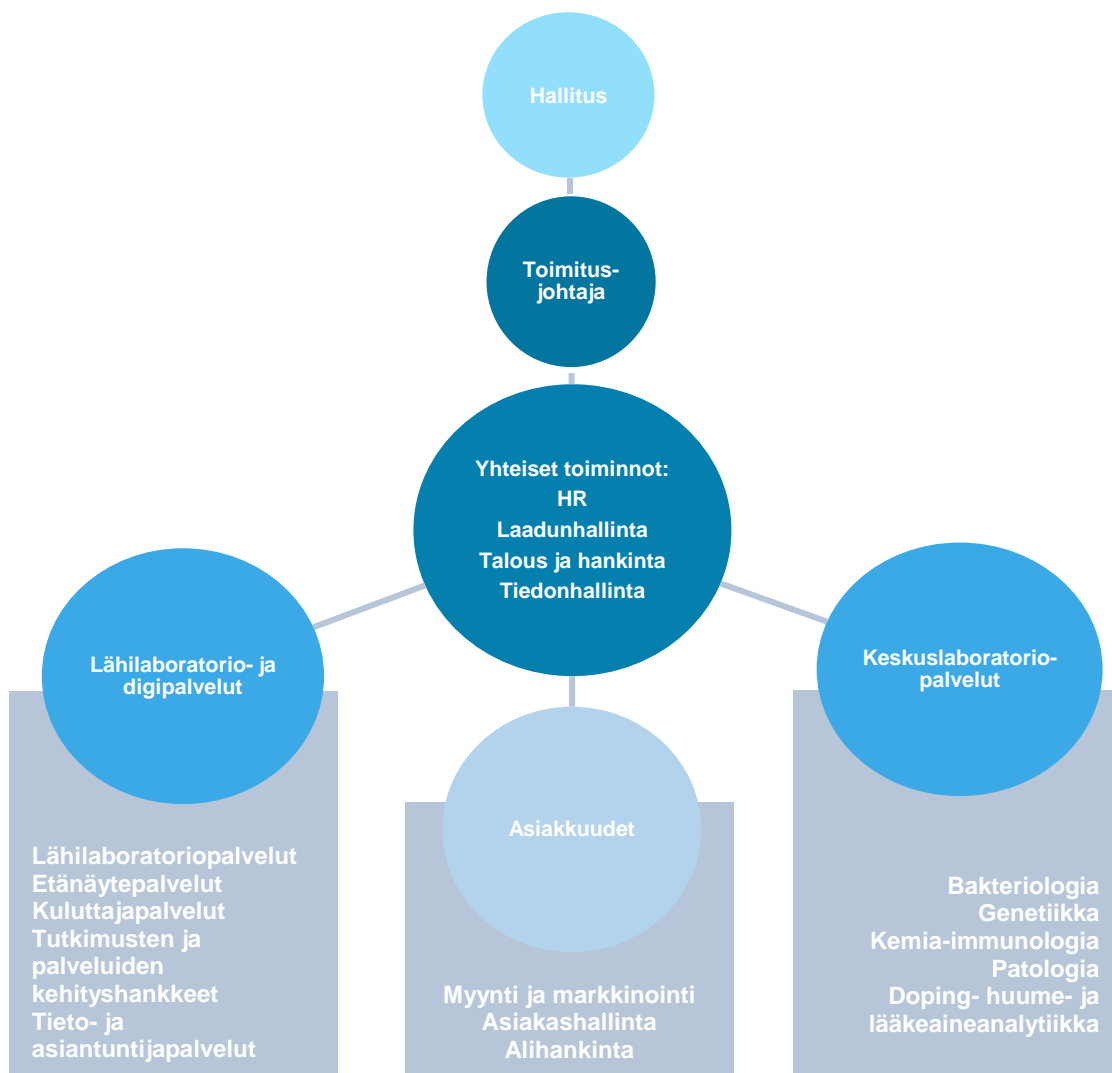 Hallitus
Toimitus-
johtaja
Yhteiset toiminnot:
HR
Laadunhallinta
Talous ja hankinta
Tiedonhallinta
Lähilaboratorio- ja
digipalvelut
Lähilaboratoriopalvelut
Etänäytepalvelut
Kuluttajapalvelut
Tutkimusten ja
palveluiden
kehityshankkeet
Tieto- ja
asiantuntijapalvelut
Asiakkuudet
Myynti ja markkinointi
Asiakashallinta
Alihankinta
Keskuslaboratorio-
palvelut
Bakteriologia
Genetiikka
Kemia-immunologia
Patologia
Doping- huume- ja
lääkeaineanalytiikka